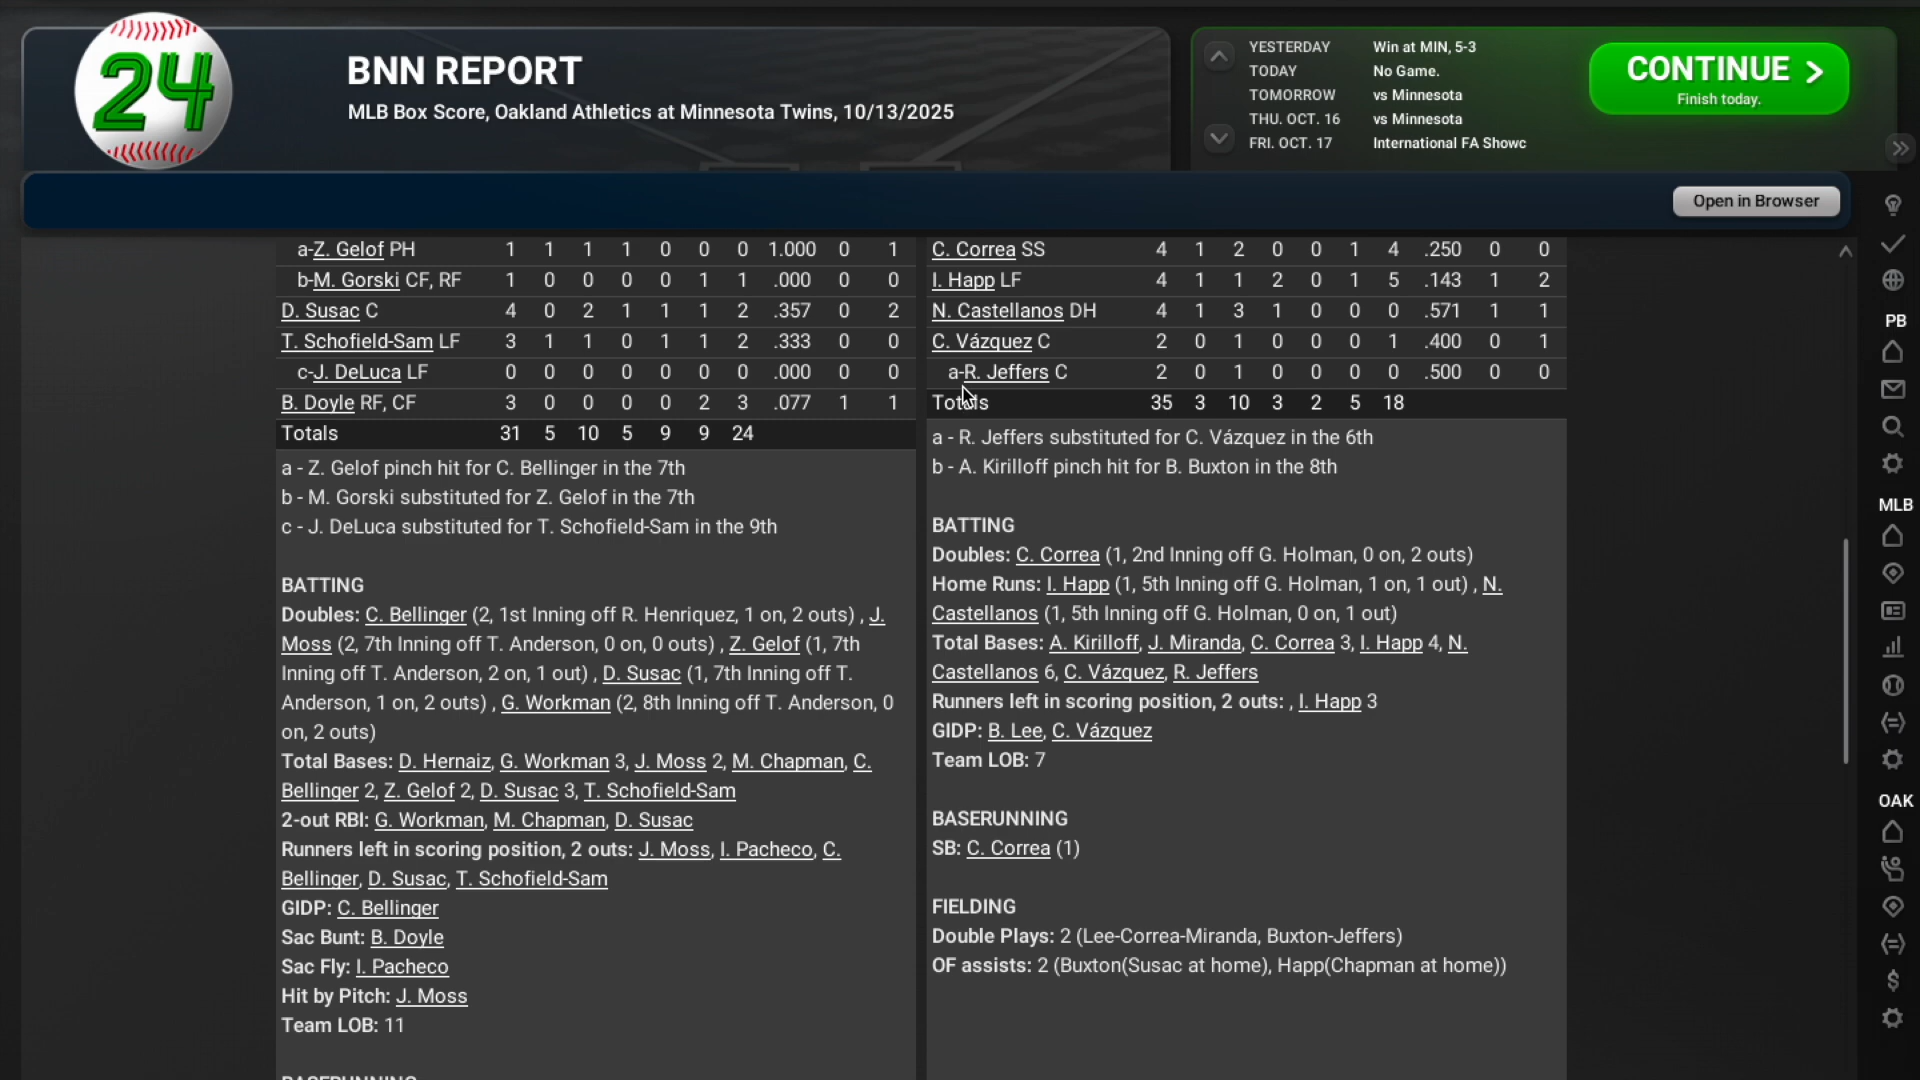 24
BNN REPORT
MLB Box Score, Oakland Athletics at Minnesota Twins, 10/13/2025
YESTERDAY Win at MIN, 5-3
TODAY No Game.
TOMORROW vs Minnesota
THU. OCT. 16 vs Minnesota
FRI. OCT. 17 International FA Showc
CONTINUE
Finish today.
Open in Browser
a-Z. Gelof PH 1 1 1 1 0 0 0 1.000 0 1
b-M. Gorski CF, RF 1 0 0 0 0 1 1 .000 0 0
D. Susac C 4 0 2 1 1 1 2 .357 0 2
T. Schofield-Sam LF 3 1 1 0 1 1 2 .333 0 0
c-J. DeLuca LF 0 0 0 0 0 0 0 .000 0 0
B. Doyle RF, CF 3 0 0 0 0 2 3 .077 1 1
Totals 31 5 10 5 9 9 24
a - Z. Gelof pinch hit for C. Bellinger in the 7th
b - M. Gorski substituted for Z. Gelof in the 7th
c - J. DeLuca substituted for T. Schofield-Sam in the 9th
BATTING
Doubles: C. Bellinger (2, 1st Inning off R. Henriquez, 1 on, 2 outs) , J.
Moss (2, 7th Inning off T. Anderson, 0 on, 0 outs) , Z. Gelof (1, 7th
Inning off T. Anderson, 2 on, 1 out) , D. Susac (1, 7th Inning off T.
Anderson, 1 on, 2 outs) , G. Workman (2, 8th Inning off T. Anderson, 0
on, 2 outs)
Total Bases: D. Hernaiz, G. Workman 3, J. Moss 2, M. Chapman, C.
Bellinger 2, Z. Gelof 2, D. Susac 3, T. Schofield-Sam
2-out RBI: G. Workman, M. Chapman, D. Susac
Runners left in scoring position, 2 outs: J. Moss, I. Pacheco, C.
Bellinger, D. Susac, T. Schofield-Sam
GIDP: C. Bellinger
Sac Bunt: B. Doyle
Sac Fly: I. Pacheco
Hit by Pitch: J. Moss
Team LOB: 11
BASERUNNING
C. Correa SS 4 1 2 0 0 1 4 .250 0 0
I. Happ LF 4 1 1 2 0 1 5 .143 1 2
N. Castellanos DH 4 1 3 1 0 0 0 .571 1 1
C. Vázquez C 2 0 1 0 0 0 1 .400 0 1
a-R. Jeffers C 2 0 1 0 0 0 0 .500 0 0
Totals 35 3 10 3 2 5 18
a - R. Jeffers substituted for C. Vázquez in the 6th
b - A. Kirilloff pinch hit for B. Buxton in the 8th
BATTING
Doubles: C. Correa (1, 2nd Inning off G. Holman, 0 on, 2 outs)
Home Runs: I. Happ (1, 5th Inning off G. Holman, 1 on, 1 out) , N.
Castellanos (1, 5th Inning off G. Holman, 0 on, 1 out)
Total Bases: A. Kirilloff, J. Miranda, C. Correa 3, I. Happ 4, N.
Castellanos 6, C. Vázquez, R. Jeffers
Runners left in scoring position, 2 outs: , I. Happ 3
GIDP: B. Lee, C. Vázquez
Team LOB: 7
BASERUNNING
SB: C. Correa (1)
FIELDING
Double Plays: 2 (Lee-Correa-Miranda, Buxton-Jeffers)
OF assists: 2 (Buxton(Susac at home), Happ(Chapman at home))
PB
MLB
OAK